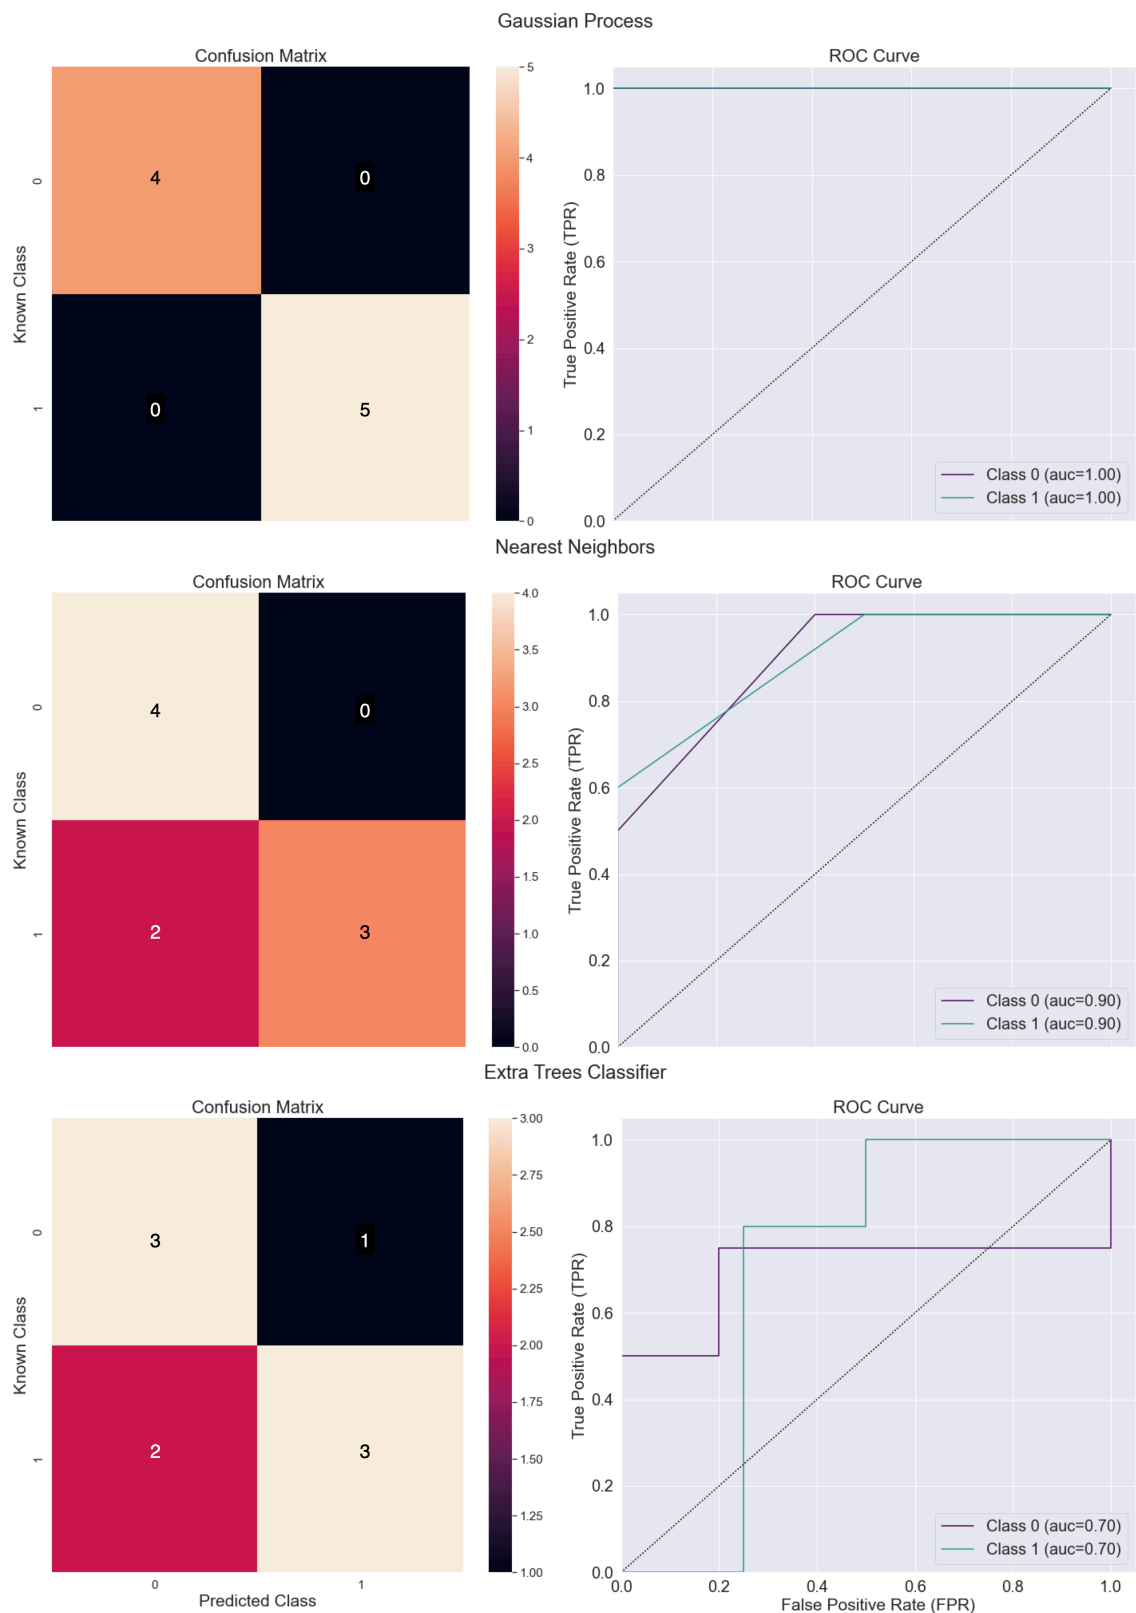 Gaussian Process
Confusion Matrix
ROC Curve
Known Class
0
1
4
0
0
5
5
4
3
2
1
0
True Positive Rate (TPR)
1.0
0.8
0.6
0.4
0.2
0.0
Class 0 (auc=1.00)
Class 1 (auc=1.00)
Nearest Neighbors
Confusion Matrix
ROC Curve
Known Class
0
1
4
0
2
3
4.0
3.5
3.0
2.5
2.0
1.5
1.0
0.5
0.0
True Positive Rate (TPR)
1.0
0.8
0.6
0.4
0.2
0.0
Class 0 (auc=0.90)
Class 1 (auc=0.90)
Extra Trees Classifier
Confusion Matrix
ROC Curve
Known Class
0
1
3
1
2
3
0
1
Predicted Class
3.00
2.75
2.50
2.25
2.00
1.75
1.50
1.25
1.00
True Positive Rate (TPR)
1.0
0.8
0.6
0.4
0.2
0.0
Class 0 (auc=0.70)
Class 1 (auc=0.70)
0.0 0.2 0.4 0.6 0.8 1.0
False Positive Rate (FPR)